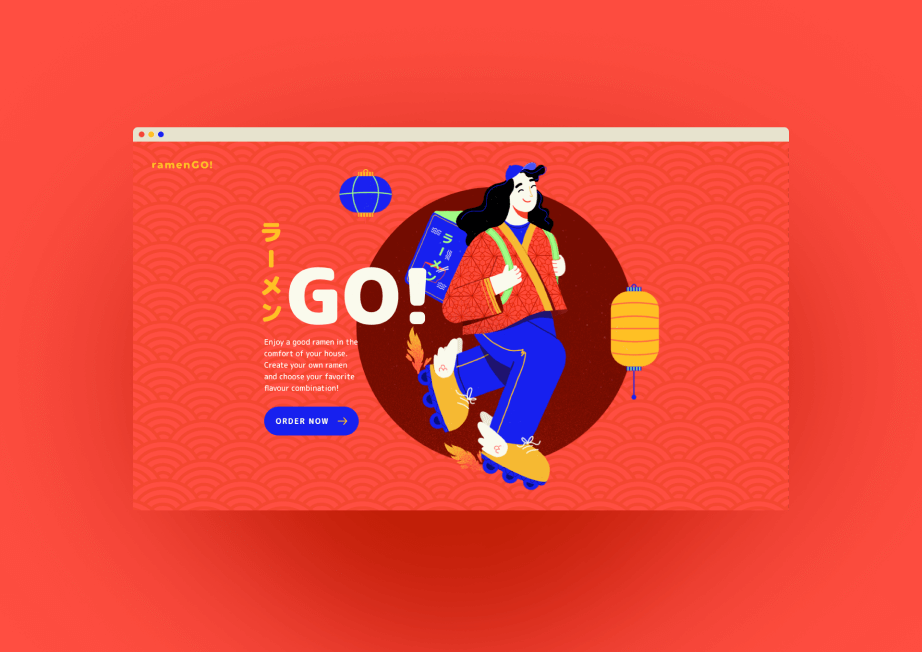 ramenGO!
ラーメン
GO!
ラーメン
Enjoy a good ramen in the
comfort of your house.
Create your own ramen
and choose your favorite
flavour combination!
ORDER NOW